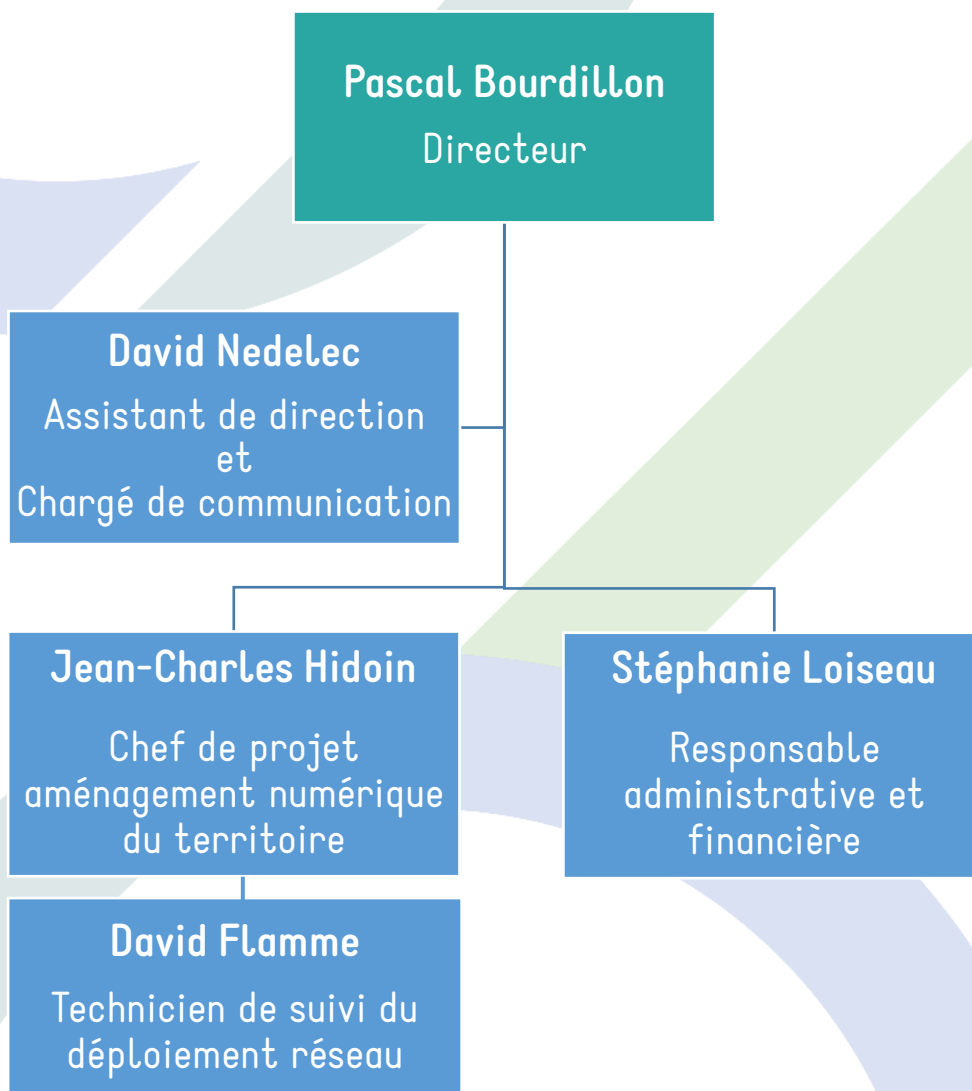 Pascal Bourdillon
Directeur
David Nedelec
Assistant de direction
et
Chargé de communication
Jean-Charles Hidoin
Chef de projet
aménagement numérique
du territoire
Stéphanie Loiseau
Responsable
administrative et
financière
David Flamme
Technicien de suivi du
déploiement réseau